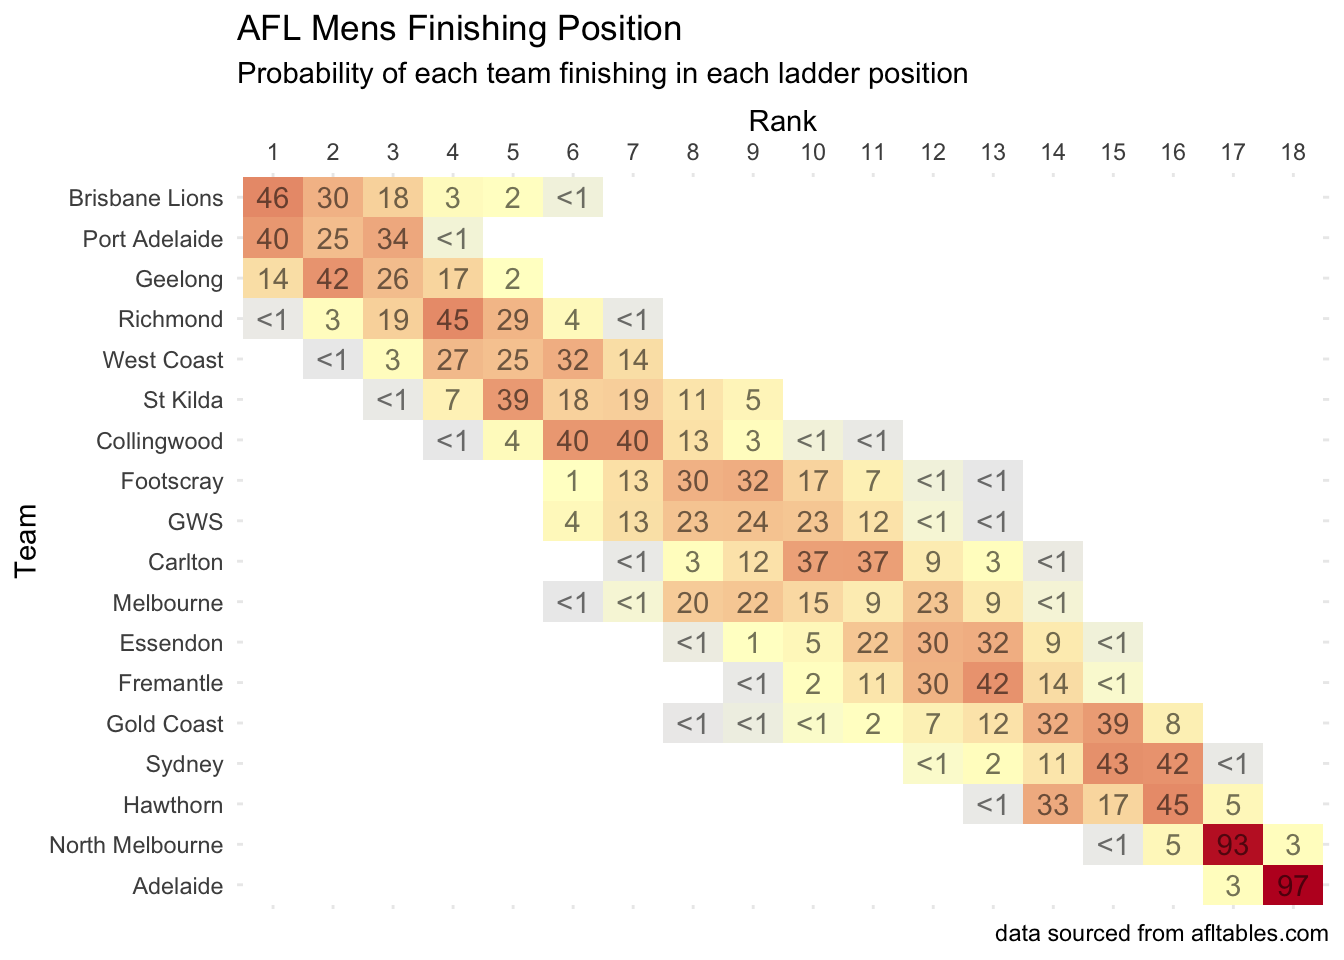 AFL Mens Finishing Position
Probability of each team finishing in each ladder position
Rank
1 2 3 4 5 6 7 8 9 10 11 12 13 14 15 16 17 18
Team
Brisbane Lions 46 30 18 3 2 <1
Port Adelaide 40 25 34 <1
Geelong 14 42 26 17 2
Richmond <1 3 19 45 29 4 <1
West Coast <1 3 27 25 32 14
St Kilda <1 7 39 18 19 11 5
Collingwood <1 4 40 40 13 3 <1 <1
Footscray 1 13 30 32 17 7 <1 <1
GWS 4 13 23 24 23 12 <1 <1
Carlton <1 3 12 37 37 9 3 <1
Melbourne <1 <1 20 22 15 9 23 9 <1
Essendon <1 1 5 22 30 32 9 <1
Fremantle <1 2 11 30 42 14 <1
Gold Coast <1 <1 <1 2 7 12 32 39 8
Sydney <1 2 11 43 42 <1
Hawthorn <1 33 17 45 5
North Melbourne <1 5 93 3
Adelaide 3 97
data sourced from afltables.com